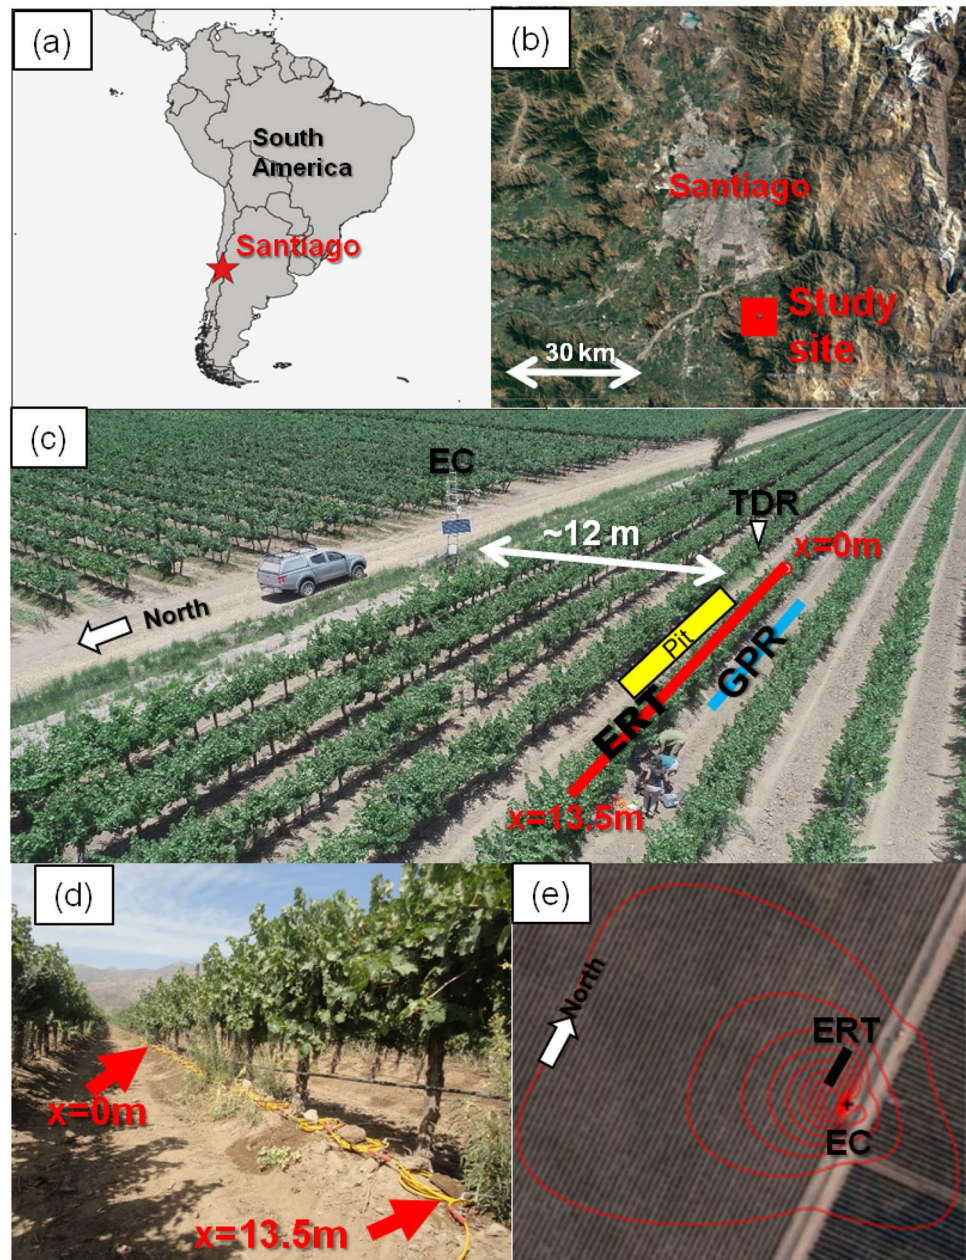 (a)
South
America
Santiago
(b)
Santiago
Study
site
30 km
(c)
EC
TDR
~12 m
x=0m
North
Pit
GPR
ERT
x=13.5m
(d)
x=0m
x=13.5m
(e)
North
ERT
EC